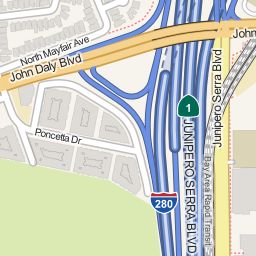 North Mayfair Ave
John Daly Blvd
John
Junipero Serra Blvd
1
JUNIPERO SERRA BLVD
Poncetta Dr
Bay Area Rapid Transit
280